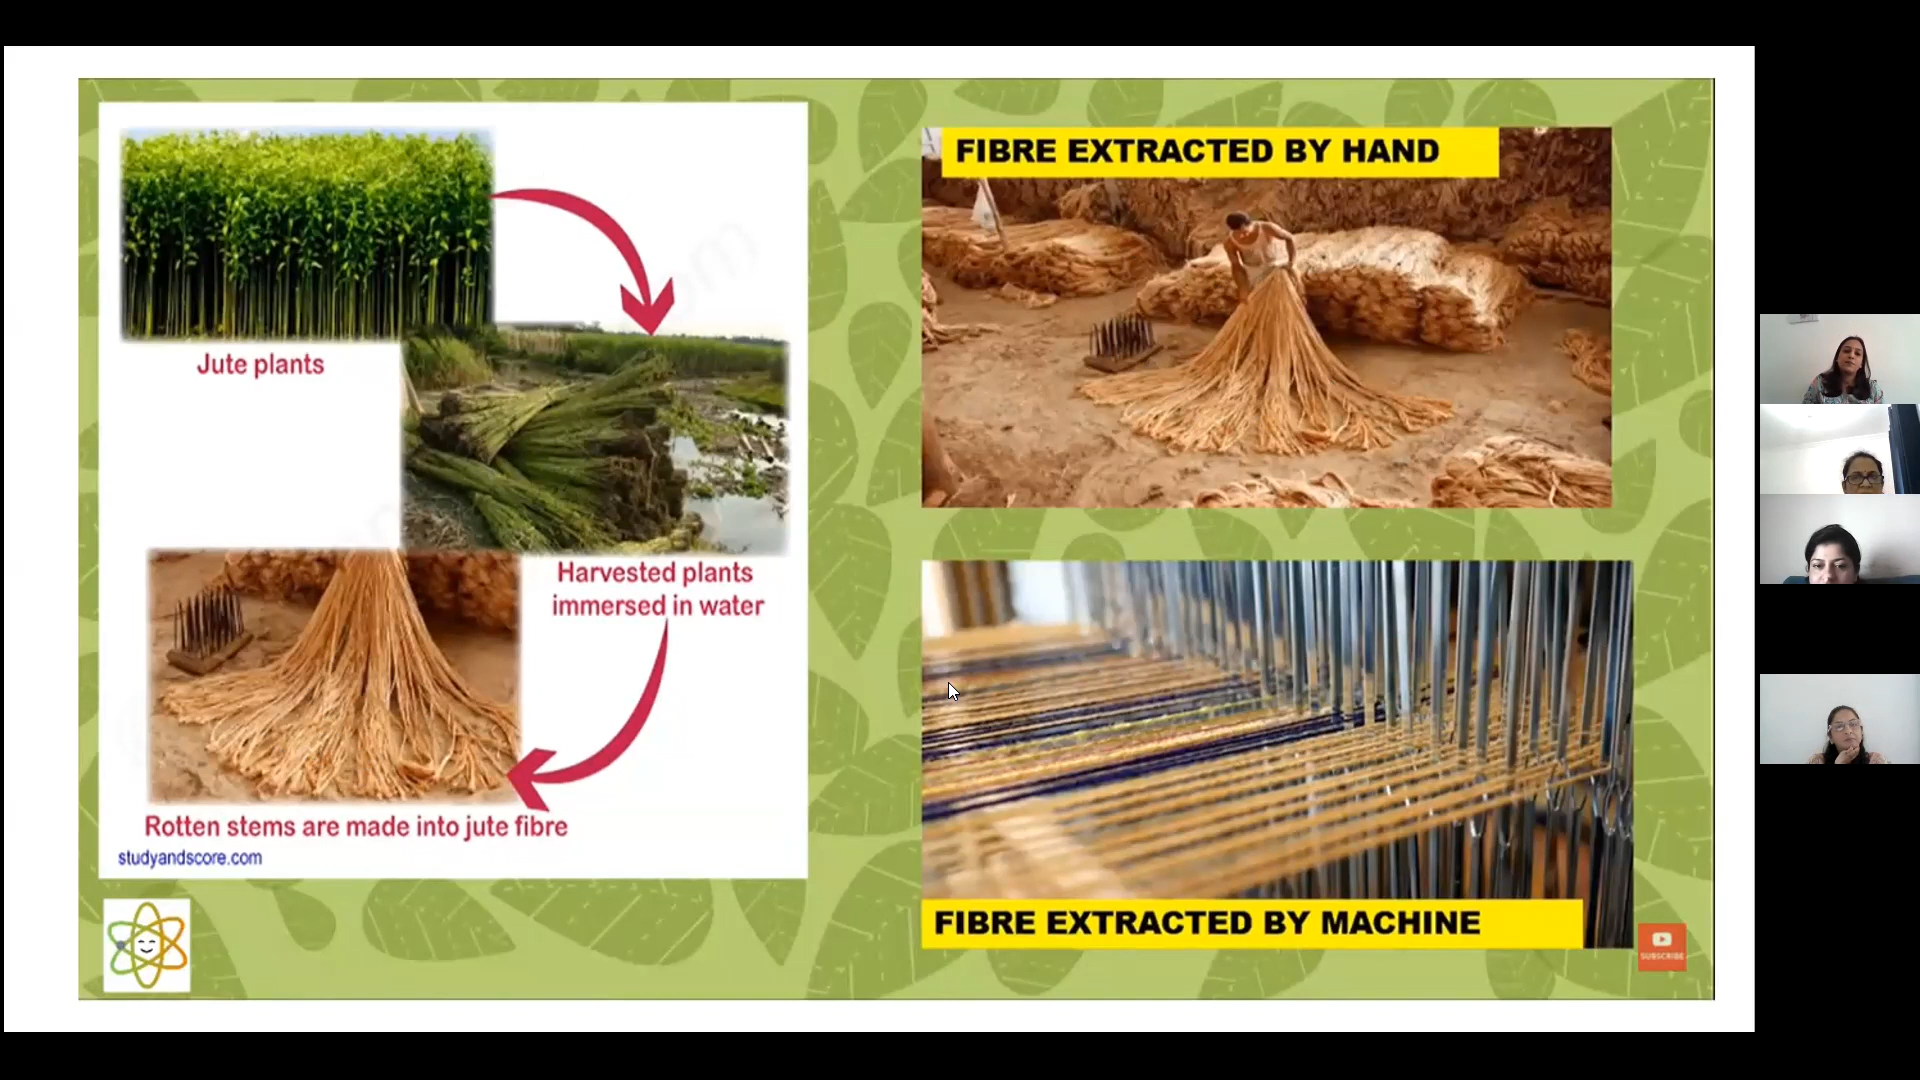 Jute plants
Harvested plants
immersed in water
Rotten stems are made into jute fibre
studyandscore.com
FIBRE EXTRACTED BY HAND
FIBRE EXTRACTED BY MACHINE
SUBSCRIBE